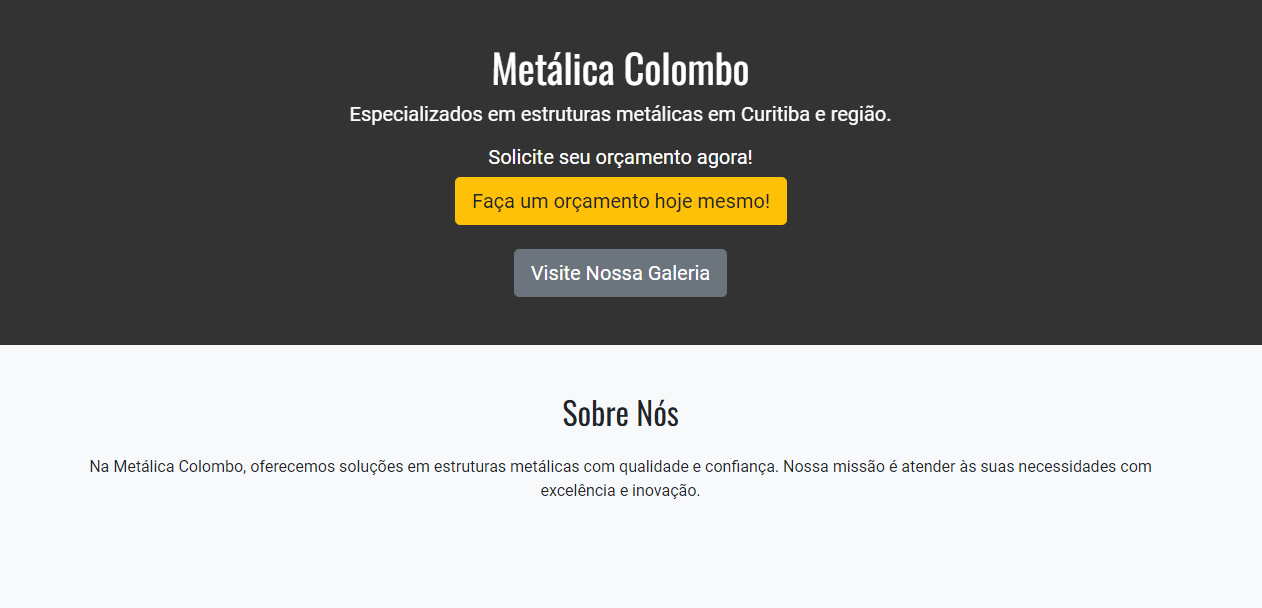 Metálica Colombo
Especializados em estruturas metálicas em Curitiba e região.
Solicite seu orçamento agora!
Faça um orçamento hoje mesmo!
Visite Nossa Galeria
Sobre Nós
Na Metálica Colombo, oferecemos soluções em estruturas metálicas com qualidade e confiança. Nossa missão é atender às suas necessidades com
excelência e inovação.